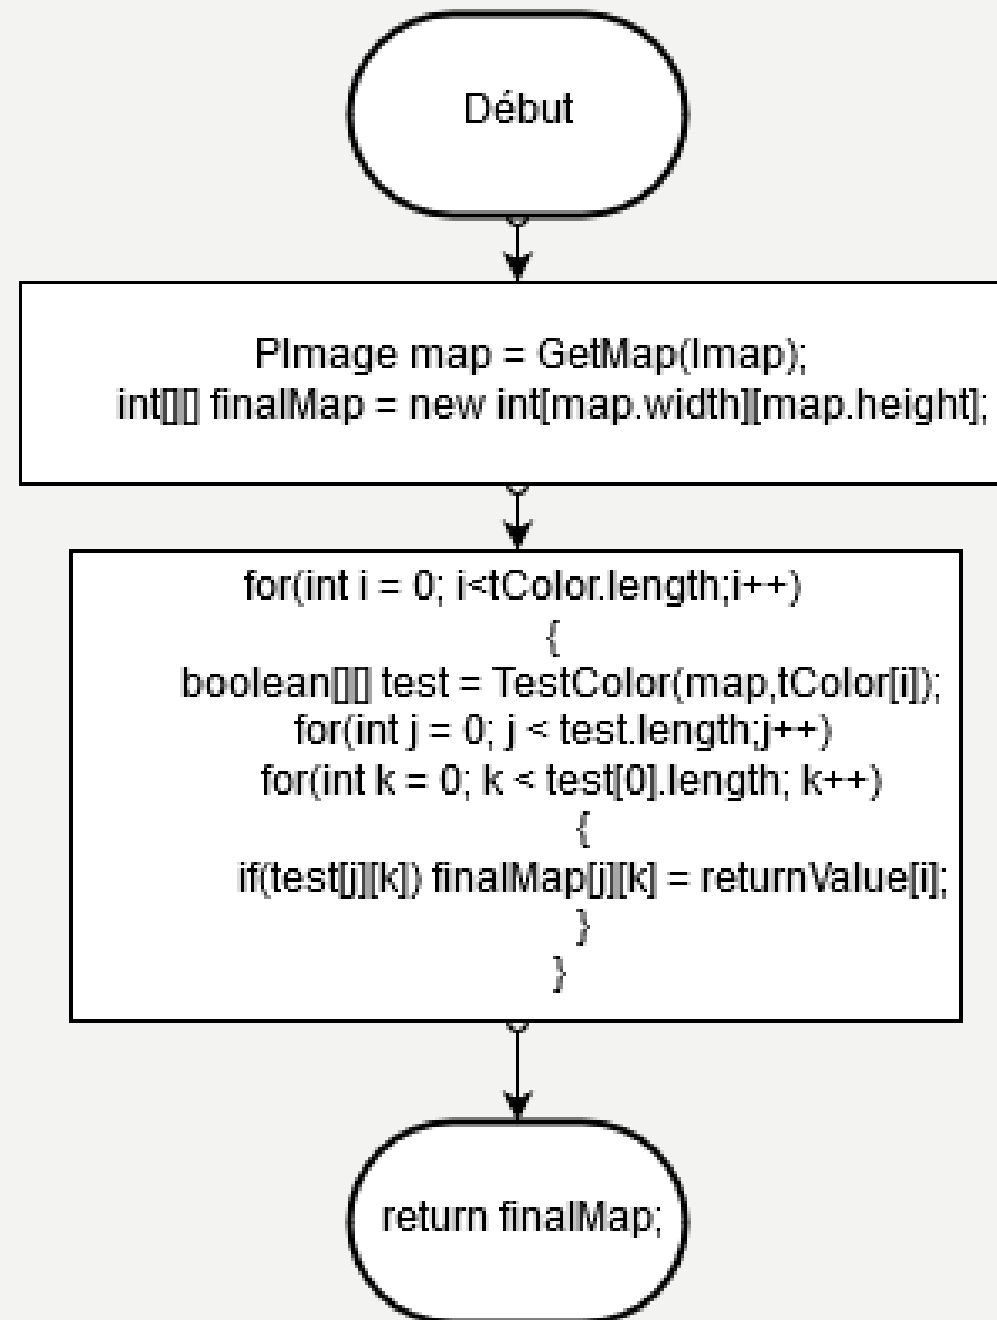 Début
PImage map = GetMap(Imap);
int[][] finalMap = new int[map.width][map.height];
for(int i = 0; i<tColor.length;i++)
{
boolean[][] test = TestColor(map,tColor[i]);
for(int j = 0; j < test.length;j++)
for(int k = 0; k < test[0].length; k++)
{
if(test[j][k]) finalMap[j][k] = returnValue[i];
}
}
return finalMap;